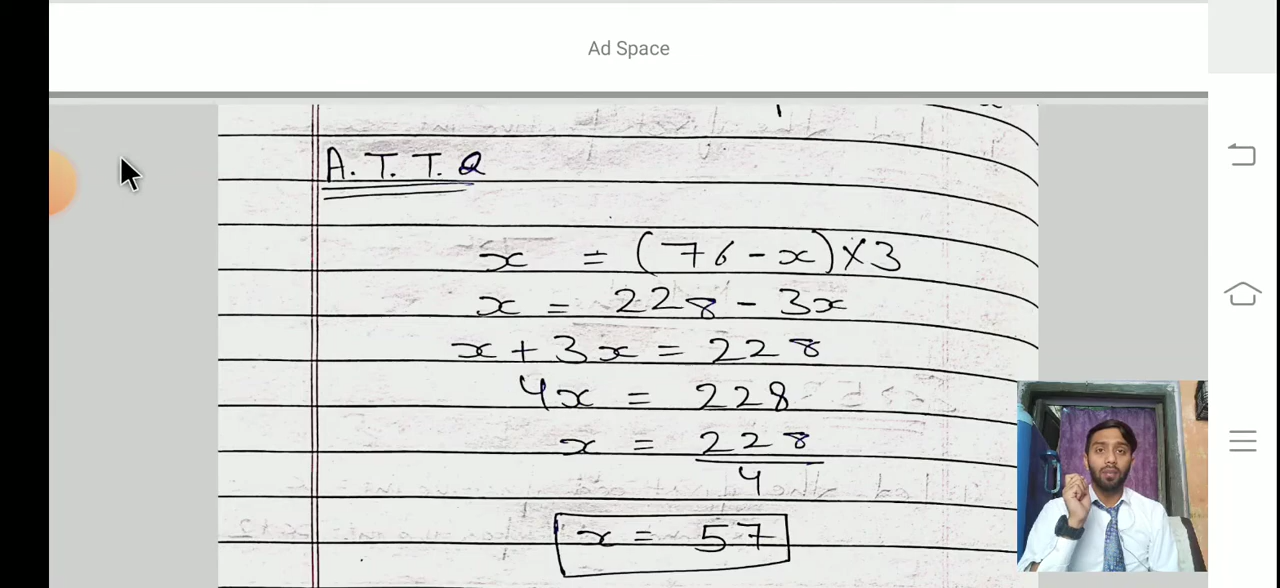 Ad Space
A.T.T.Q
x = (76 - x) × 3
x = 228 - 3x
x + 3x = 228
4x = 228
x = 228/4
x = 57